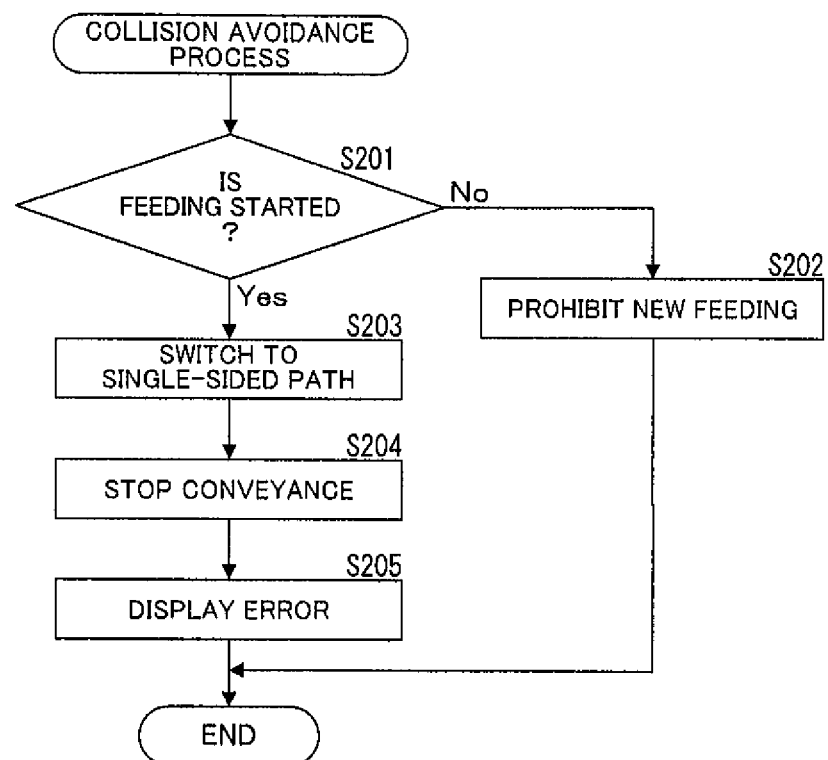 COLLISION AVOIDANCE
PROCESS
S201
IS
FEEDING STARTED
?
No
Yes
S202
PROHIBIT NEW FEEDING
S203
SWITCH TO
SINGLE-SIDED PATH
S204
STOP CONVEYANCE
S205
DISPLAY ERROR
END